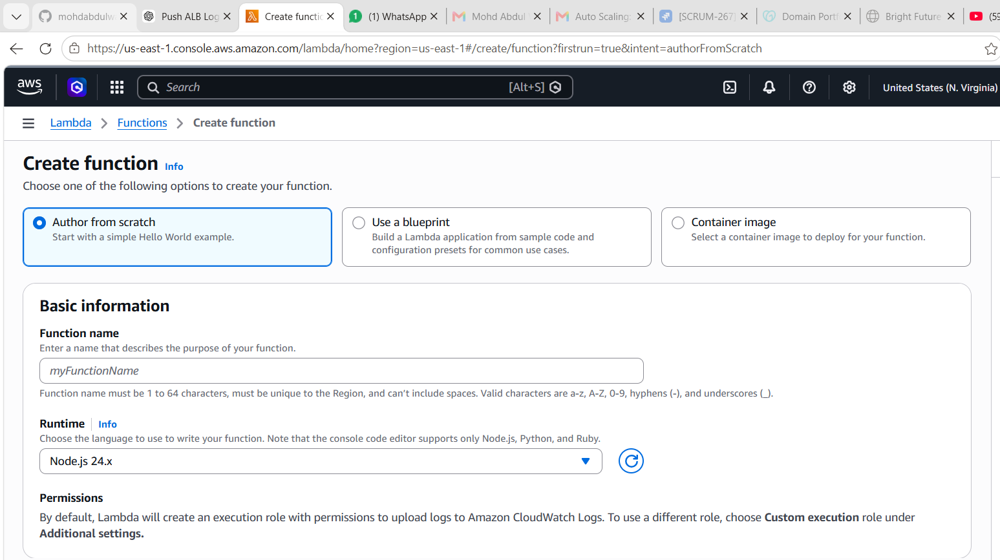 mohdabdulw
Push ALB Log
Create functio
(1) WhatsApp
Mohd Abdul
Auto Scaling:
[SCRUM-267]
Domain Portf
Bright Future
(59
https://us-east-1.console.aws.amazon.com/lambda/home?region=us-east-1#/create/function?firstrun=true&intent=authorFromScratch
aws
Search
[Alt+S]
United States (N. Virginia)
Lambda
Functions
Create function
Create function Info
Choose one of the following options to create your function.
Author from scratch
Start with a simple Hello World example.
Use a blueprint
Build a Lambda application from sample code and
configuration presets for common use cases.
Container image
Select a container image to deploy for your function.
Basic information
Function name
Enter a name that describes the purpose of your function.
myFunctionName
Function name must be 1 to 64 characters, must be unique to the Region, and can’t include spaces. Valid characters are a-z, A-Z, 0-9, hyphens (-), and underscores (_).
Runtime Info
Choose the language to use to write your function. Note that the console code editor supports only Node.js, Python, and Ruby.
Node.js 24.x
Permissions
By default, Lambda will create an execution role with permissions to upload logs to Amazon CloudWatch Logs. To use a different role, choose Custom execution role under
Additional settings.